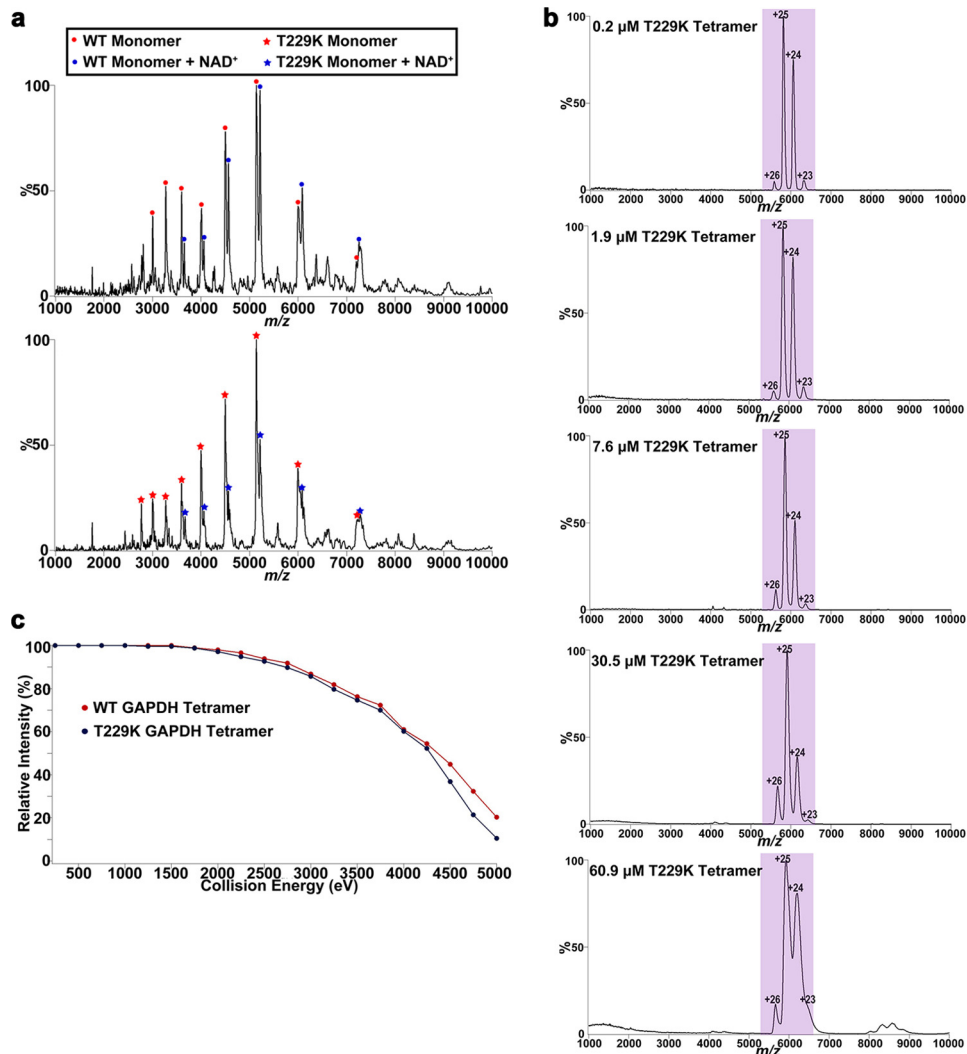 a
WT Monomer
T229K Monomer
WT Monomer + NAD⁺
T229K Monomer + NAD⁺
100
%50
0
1000 2000 3000 4000 5000 6000 7000 8000 9000 10000
m/z
100
%50
0
1000 2000 3000 4000 5000 6000 7000 8000 9000 10000
m/z
b
0.2 µM T229K Tetramer
100
%50
0
+25
+24
+26
+23
1000 2000 3000 4000 5000 6000 7000 8000 9000 10000
m/z
1.9 µM T229K Tetramer
100
%50
0
+25
+24
+26
+23
1000 2000 3000 4000 5000 6000 7000 8000 9000 10000
m/z
7.6 µM T229K Tetramer
100
%50
0
+25
+24
+26
+23
1000 2000 3000 4000 5000 6000 7000 8000 9000 10000
m/z
30.5 µM T229K Tetramer
100
%50
0
+25
+24
+26
+23
1000 2000 3000 4000 5000 6000 7000 8000 9000 10000
m/z
60.9 µM T229K Tetramer
100
%50
0
+25
+24
+26
+23
1000 2000 3000 4000 5000 6000 7000 8000 9000 10000
m/z
c
Relative Intensity (%)
100
80
60
40
20
0
WT GAPDH Tetramer
T229K GAPDH Tetramer
500 1000 1500 2000 2500 3000 3500 4000 4500 5000
Collision Energy (eV)